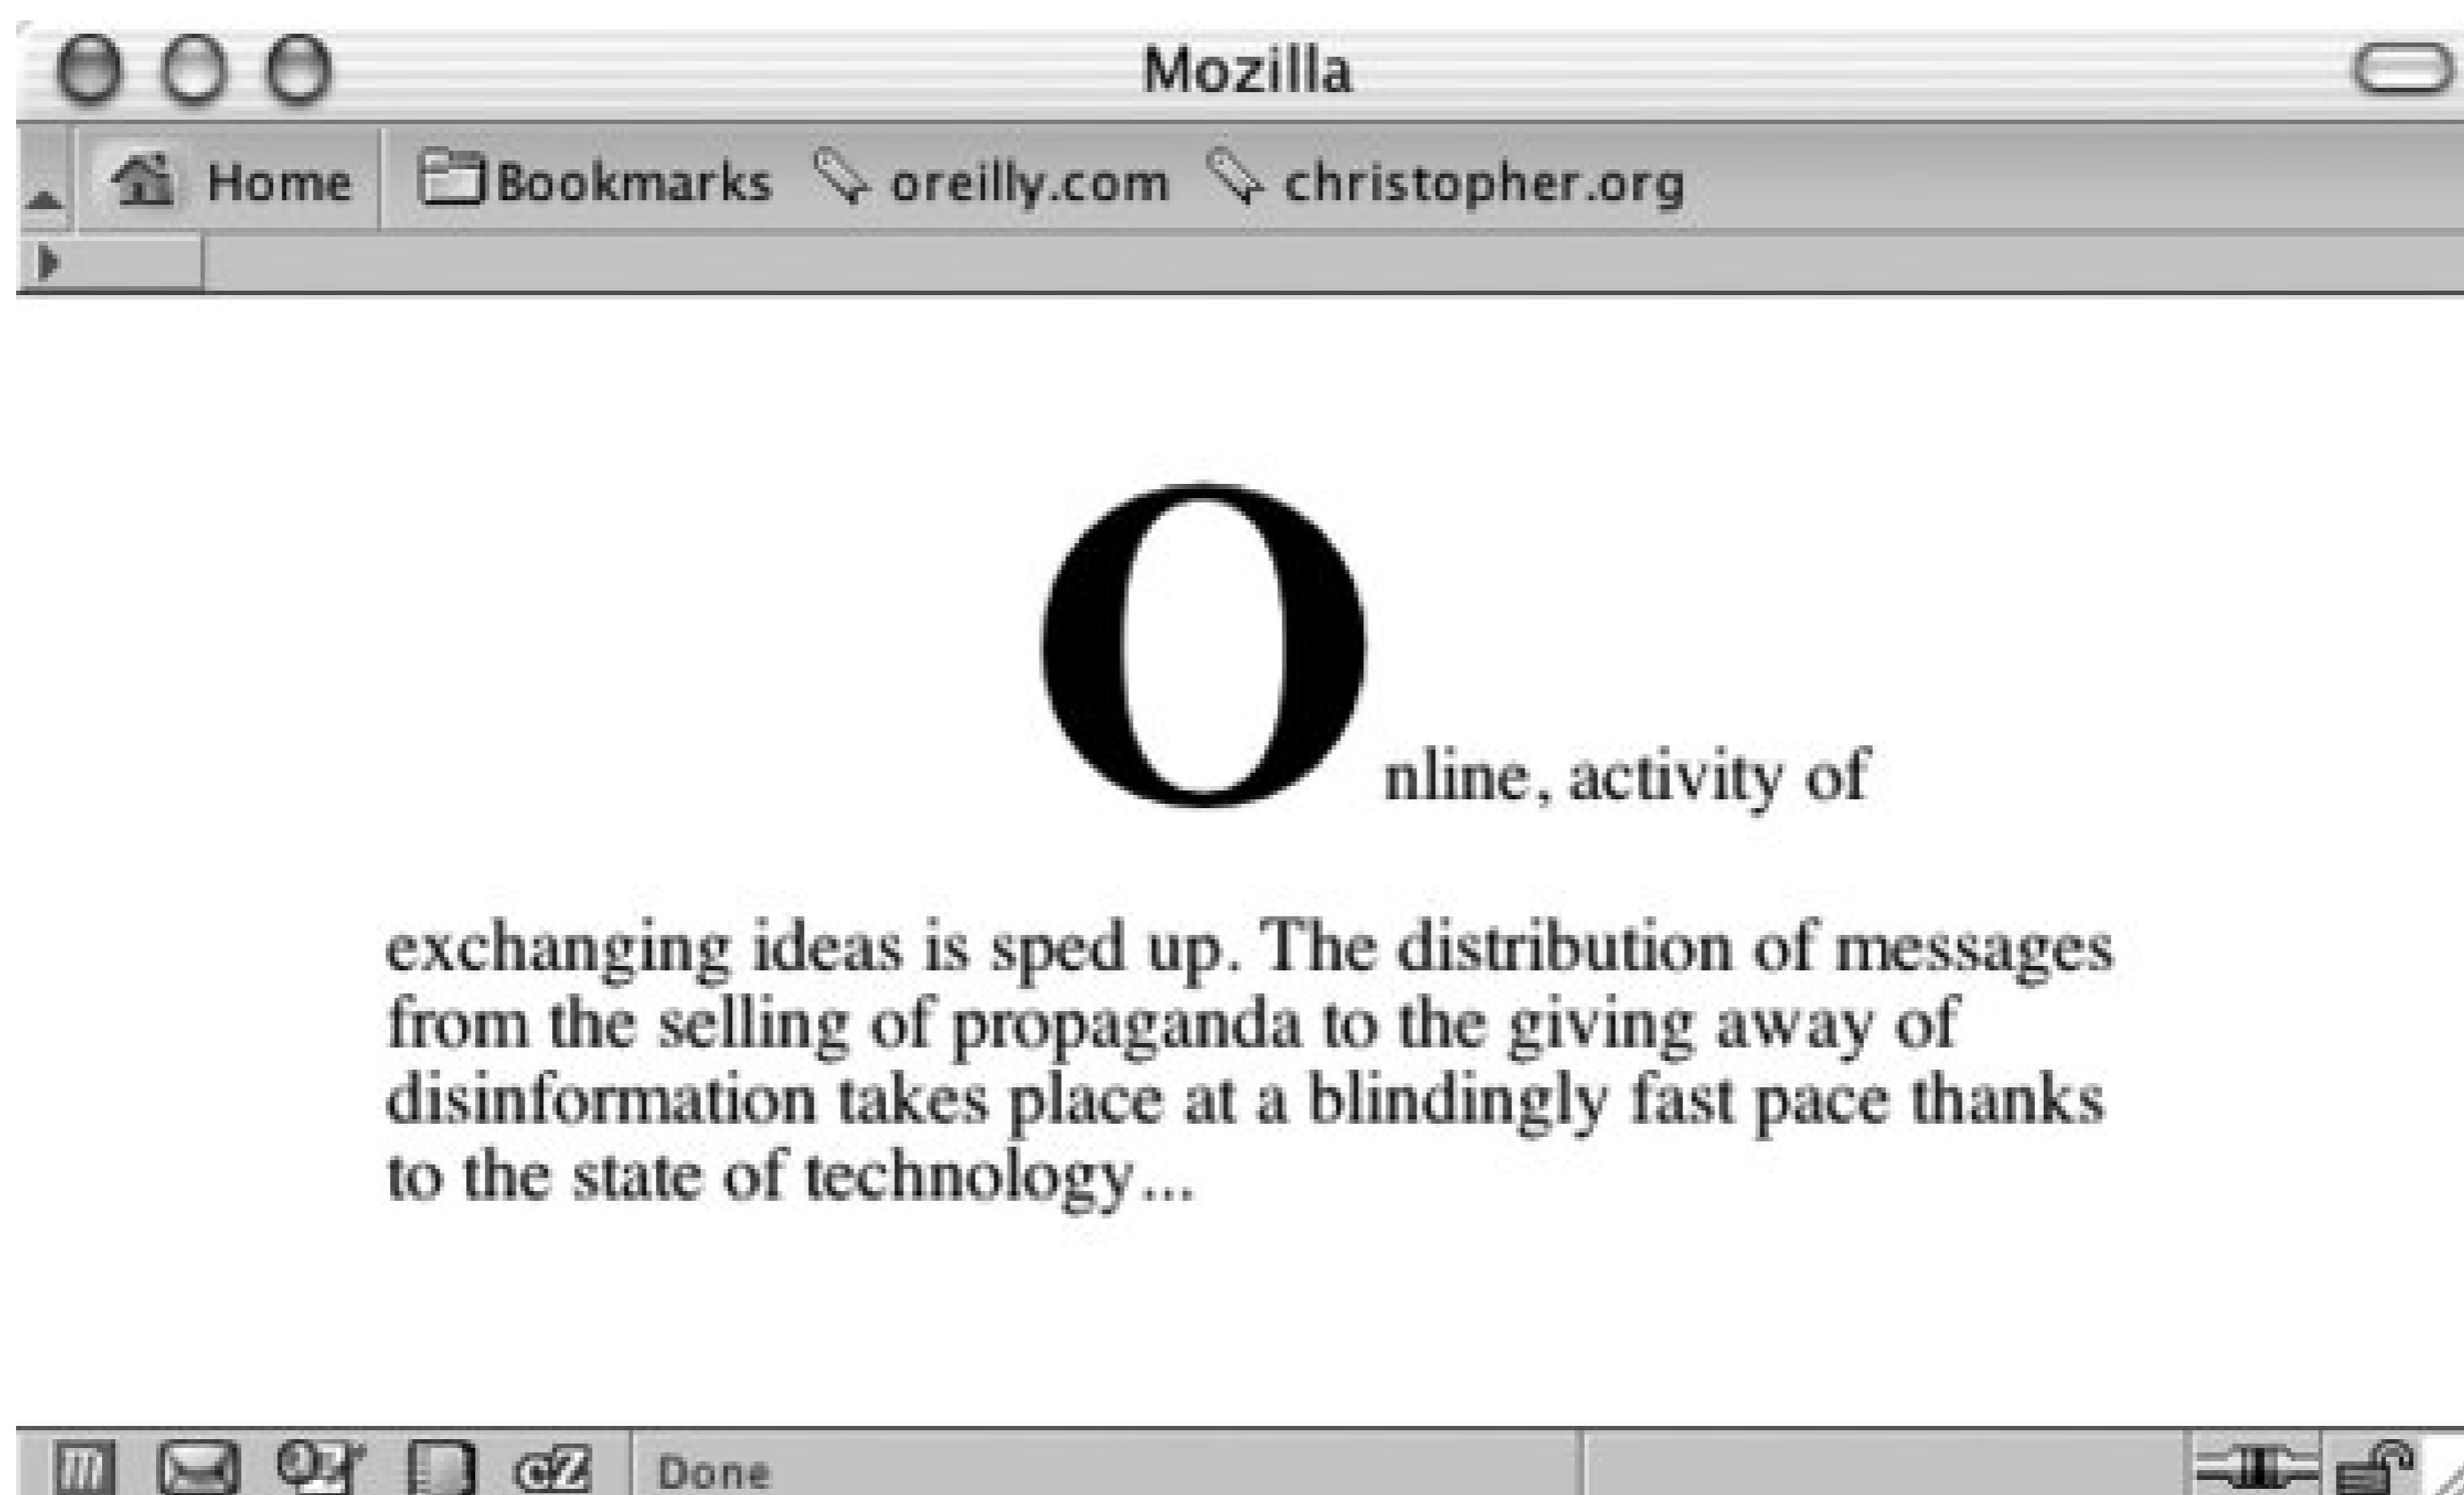 Mozilla
Home Bookmarks oreilly.com christopher.org
Online, activity of
exchanging ideas is sped up. The distribution of messages
from the selling of propaganda to the giving away of
disinformation takes place at a blindingly fast pace thanks
to the state of technology...
m cZ Done